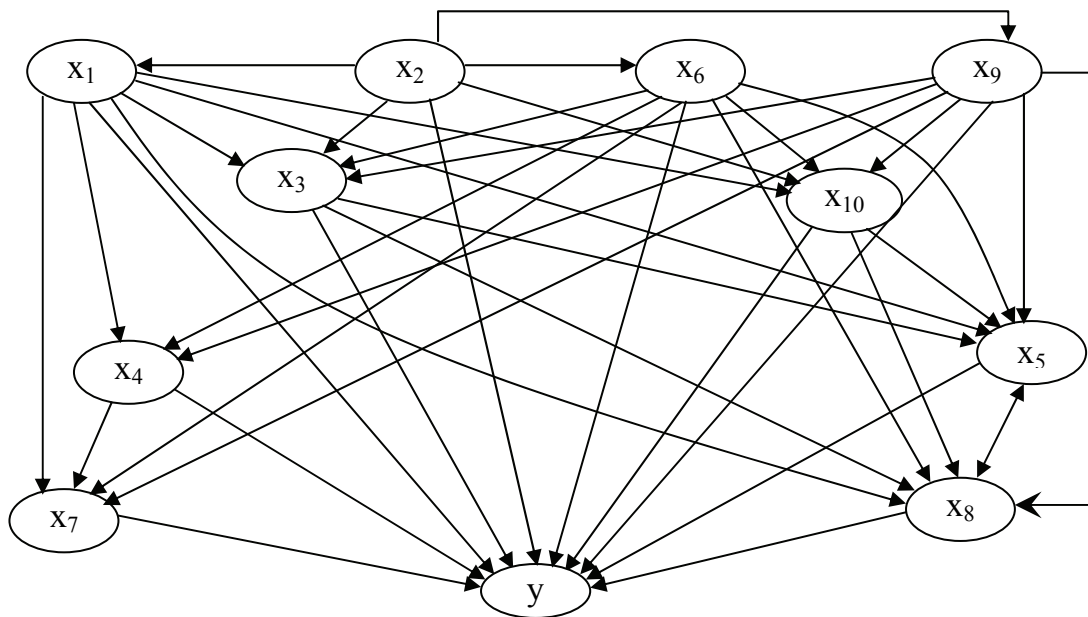 x₁ x₂ x₆ x₉
x₃ x₁₀
x₄ x₅
x₇ x₈
y